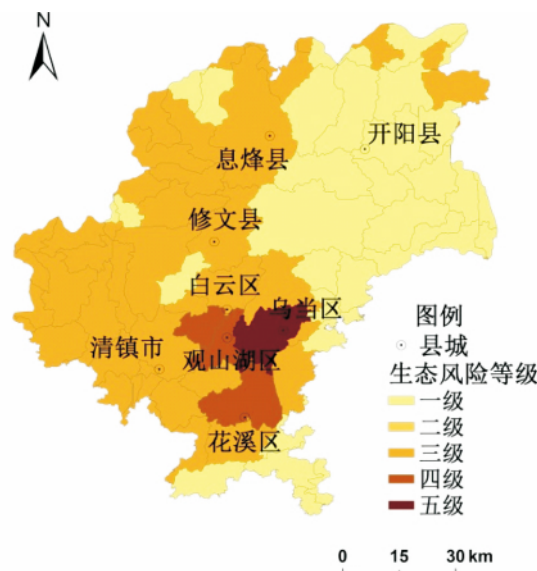 N
开阳县
息烽县
修文县
白云区
乌当区
清镇市
观山湖区
花溪区
图例
县城
生态风险等级
一级
二级
三级
四级
五级
0 15 30 km